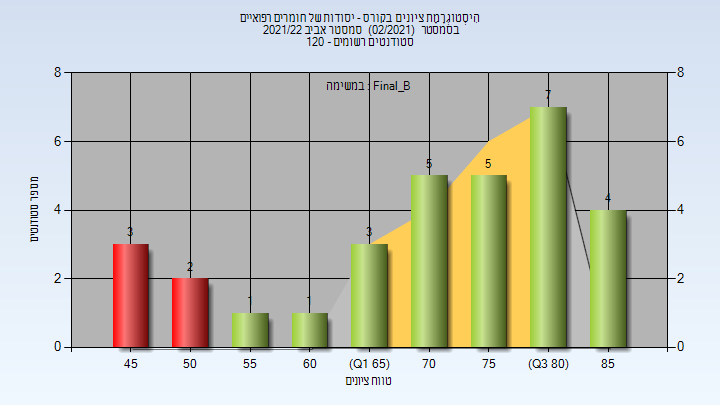 היסטוגרמת ציונים בקורס - יסודות של חומרים רפואיים
בסמסטר (02/2021) סמסטר אביב 2021/22
סטודנטים רשומים - 120
במשימה : Final_B
8 8
6 6
4 4
2 2
0 0
מספר סטודנטים
3 2 1 1 3 5 5 7 4
45 50 55 60 (Q1 65) 70 75 (Q3 80) 85
טווח ציונים